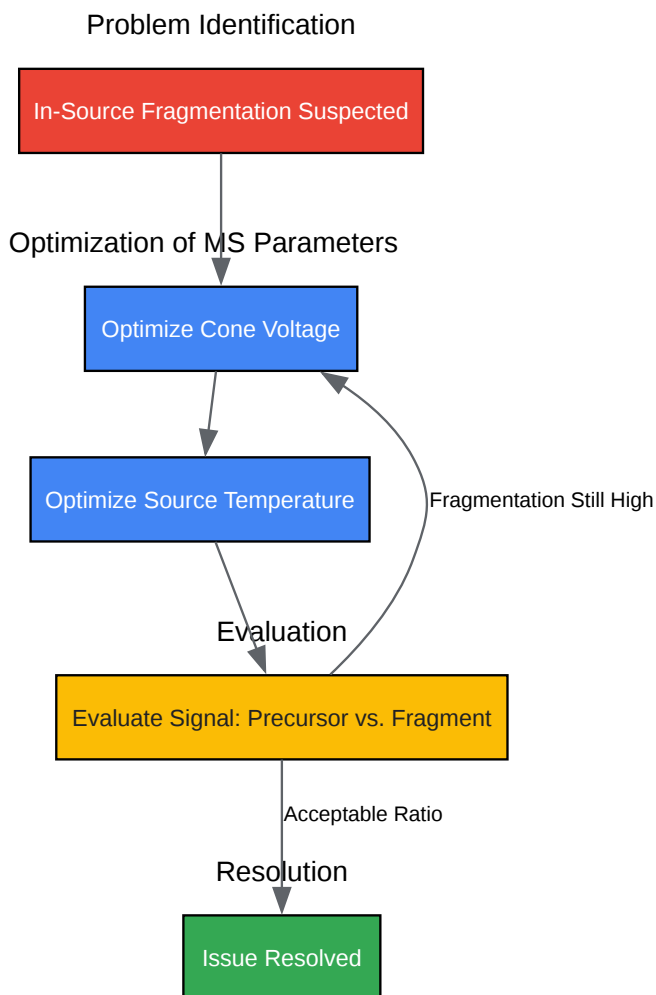 Problem Identification
In-Source Fragmentation Suspected
Optimization of MS Parameters
Optimize Cone Voltage
Optimize Source Temperature
Fragmentation Still High
Evaluation
Evaluate Signal: Precursor vs. Fragment
Acceptable Ratio
Resolution
Issue Resolved